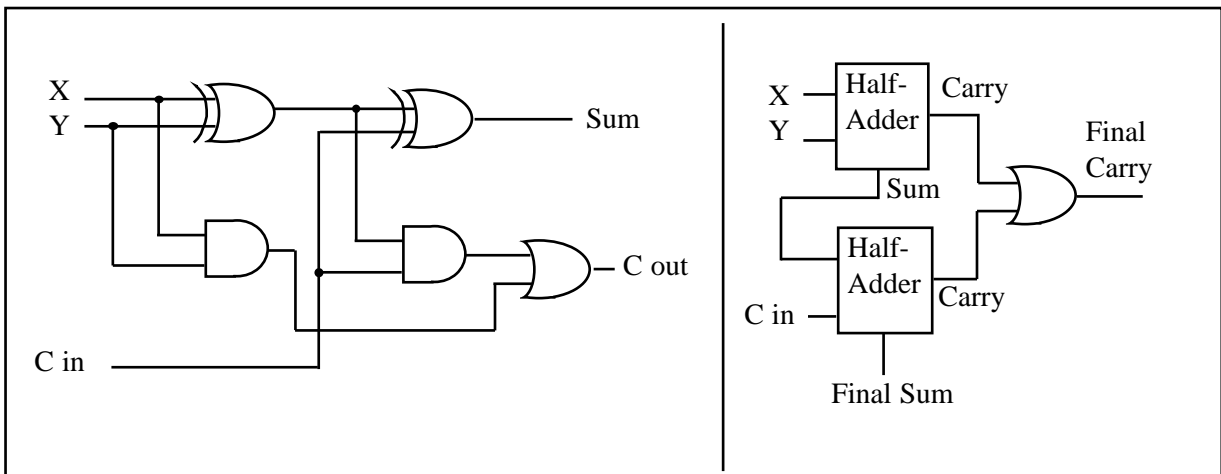 X
Y
Sum
C out
C in
X
Y
Half-
Adder
Carry
Sum
Final
Carry
Half-
Adder
Carry
C in
Final Sum